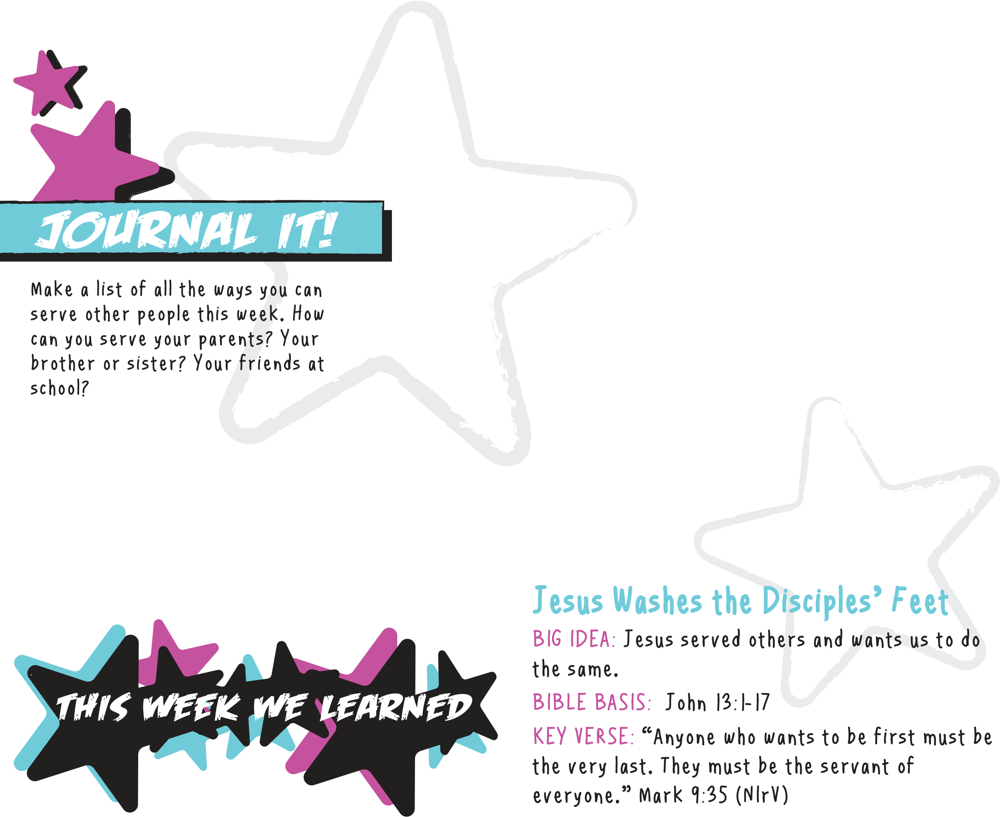 JOURNAL IT!
Make a list of all the ways you can
serve other people this week. How
can you serve your parents? Your
brother or sister? Your friends at
school?
THIS WEEK WE LEARNED
Jesus Washes the Disciples’ Feet
BIG IDEA: Jesus served others and wants us to do
the same.
BIBLE BASIS: John 13:1-17
KEY VERSE: “Anyone who wants to be first must be
the very last. They must be the servant of
everyone.” Mark 9:35 (NIrV)